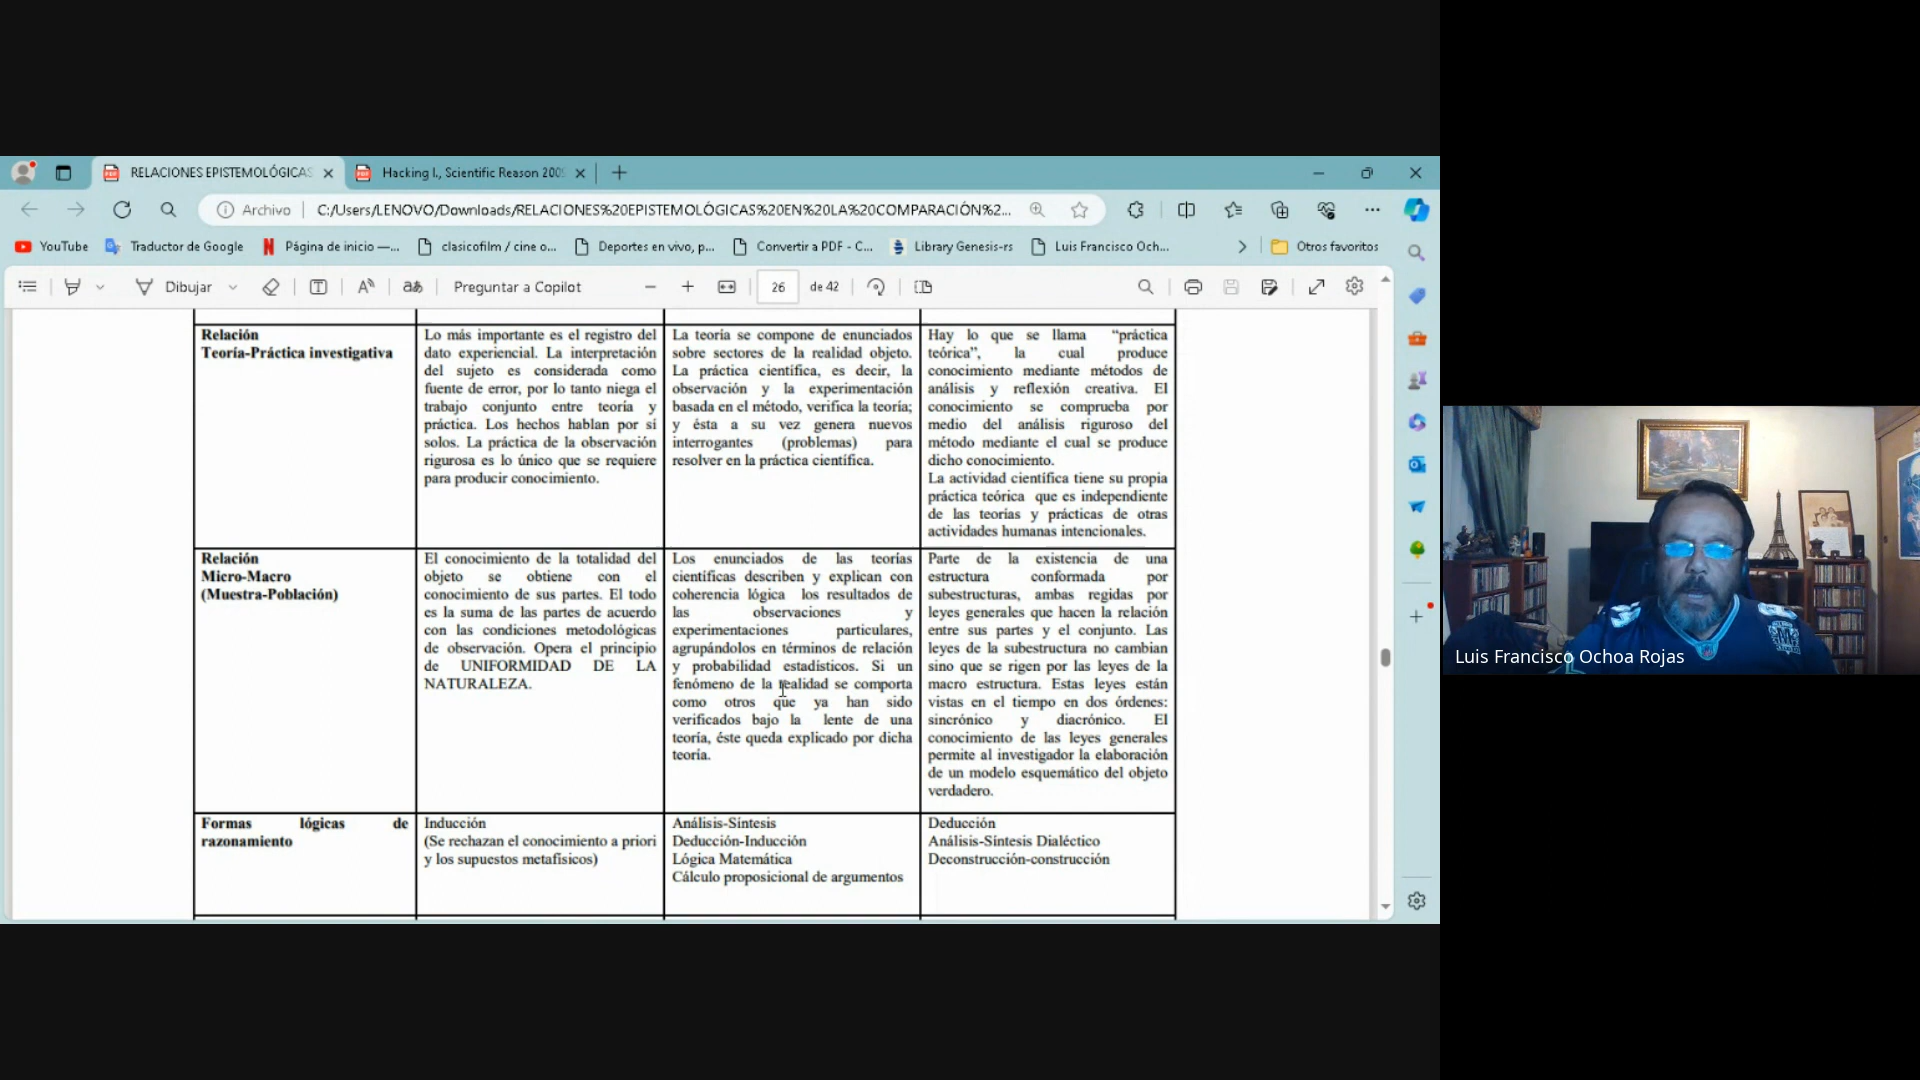 RELACIONES EPISTEMOLÓGICAS
Hacking I., Scientific Reason 2009
Archivo
C:/Users/LENOVO/Downloads/RELACIONES%20EPISTEMOLÓGICAS%20EN%20LA%20COMPARACIÓN%2...
YouTube
Traductor de Google
Página de inicio —...
clasicofilm / cine o...
Deportes en vivo, p...
Convertir a PDF - C...
Library Genesis-rs
Luis Francisco Och...
Otros favoritos
Dibujar
Preguntar a Copilot
26
de 42
Relación
Teoría-Práctica investigativa
Lo más importante es el registro del
dato experiencial. La interpretación
del sujeto es considerada como
fuente de error, por lo tanto niega el
trabajo conjunto entre teoría y
práctica. Los hechos hablan por sí
solos. La práctica de la observación
rigurosa es lo único que se requiere
para producir conocimiento.
La teoría se compone de enunciados
sobre sectores de la realidad objeto.
La práctica científica, es decir, la
observación y la experimentación
basada en el método, verifica la teoría;
y ésta a su vez genera nuevos
interrogantes (problemas) para
resolver en la práctica científica.
Hay lo que se llama “práctica
teórica”, la cual produce
conocimiento mediante métodos de
análisis y reflexión creativa. El
conocimiento se comprueba por
medio del análisis riguroso del
método mediante el cual se produce
dicho conocimiento.
La actividad científica tiene su propia
práctica teórica que es independiente
de las teorías y prácticas de otras
actividades humanas intencionales.
Relación
Micro-Macro
(Muestra-Población)
El conocimiento de la totalidad del
objeto se obtiene con el
conocimiento de sus partes. El todo
es la suma de las partes de acuerdo
con las condiciones metodológicas
de observación. Opera el principio
de UNIFORMIDAD DE LA
NATURALEZA.
Los enunciados de las teorías
científicas describen y explican con
coherencia lógica los resultados de
las observaciones y
experimentaciones particulares,
agrupándolos en términos de relación
y probabilidad estadísticos. Si un
fenómeno de la realidad se comporta
como otros que ya han sido
verificados bajo la lente de una
teoría, éste queda explicado por dicha
teoría.
Parte de la existencia de una
estructura conformada por
subestructuras, ambas regidas por
leyes generales que hacen la relación
entre sus partes y el conjunto. Las
leyes de la subestructura no cambian
sino que se rigen por las leyes de la
macro estructura. Estas leyes están
vistas en el tiempo en dos órdenes:
sincrónico y diacrónico. El
conocimiento de las leyes generales
permite al investigador la elaboración
de un modelo esquemático del objeto
verdadero.
Formas lógicas de
razonamiento
Inducción
(Se rechazan el conocimiento a priori
y los supuestos metafísicos)
Análisis-Síntesis
Deducción-Inducción
Lógica Matemática
Cálculo proposicional de argumentos
Deducción
Análisis-Síntesis Dialéctico
Deconstrucción-construcción
Luis Francisco Ochoa Rojas